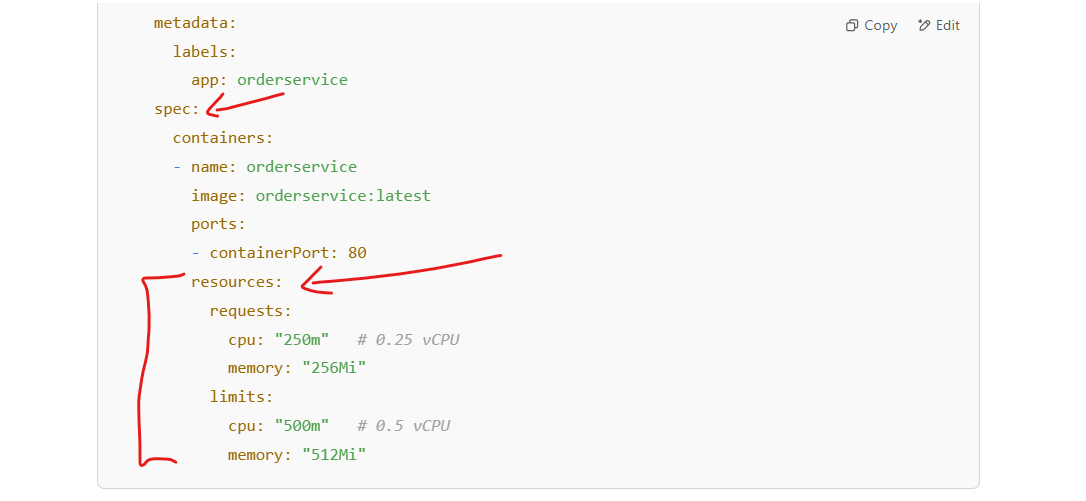 metadata:
Copy Edit
labels:
app: orderservice
spec:
containers:
- name: orderservice
image: orderservice:latest
ports:
- containerPort: 80
resources:
requests:
cpu: "250m" # 0.25 vCPU
memory: "256Mi"
limits:
cpu: "500m" # 0.5 vCPU
memory: "512Mi"